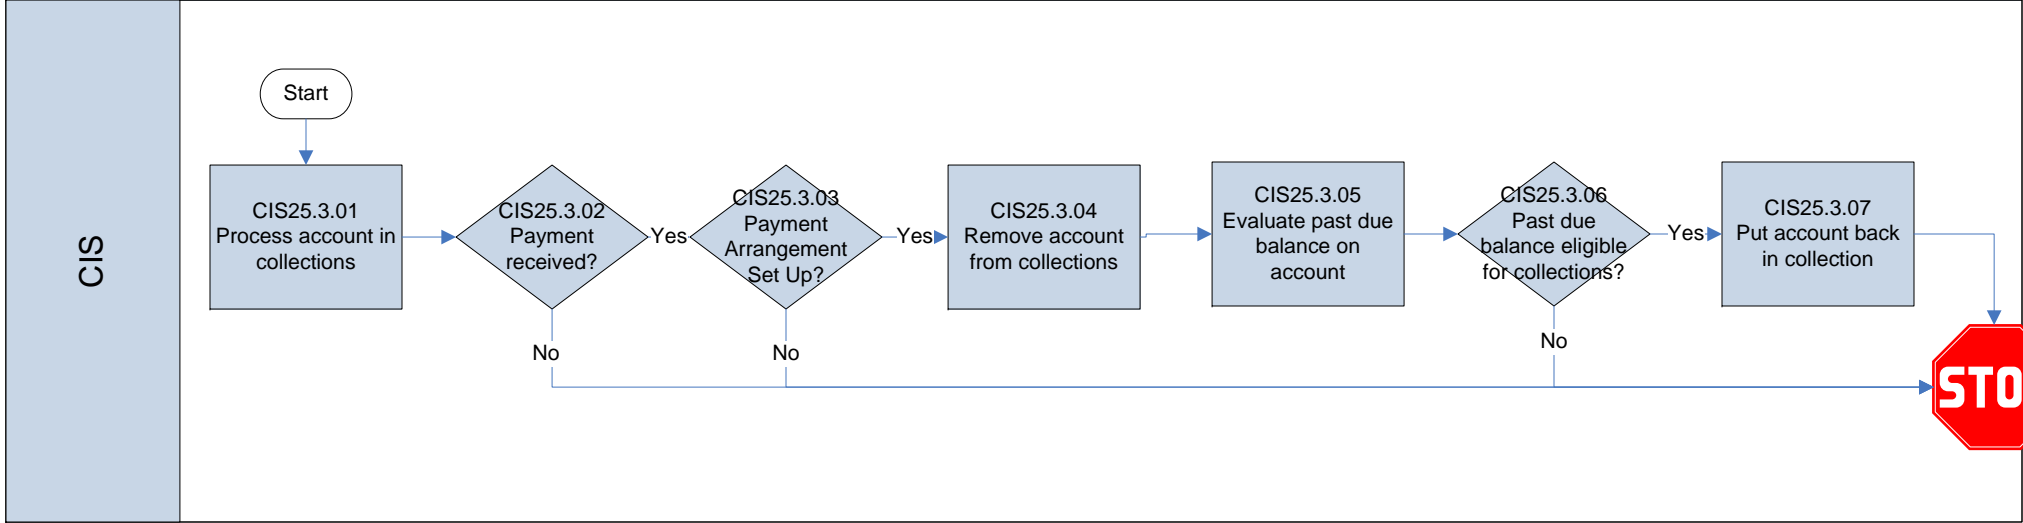 CIS
Start
CIS25.3.01
Process account in
collections
CIS25.3.02
Payment
received?
Yes
No
CIS25.3.03
Payment
Arrangement
Set Up?
Yes
No
CIS25.3.04
Remove account
from collections
CIS25.3.05
Evaluate past due
balance on
account
CIS25.3.06
Past due
balance eligible
for collections?
Yes
No
CIS25.3.07
Put account back
in collection
STO